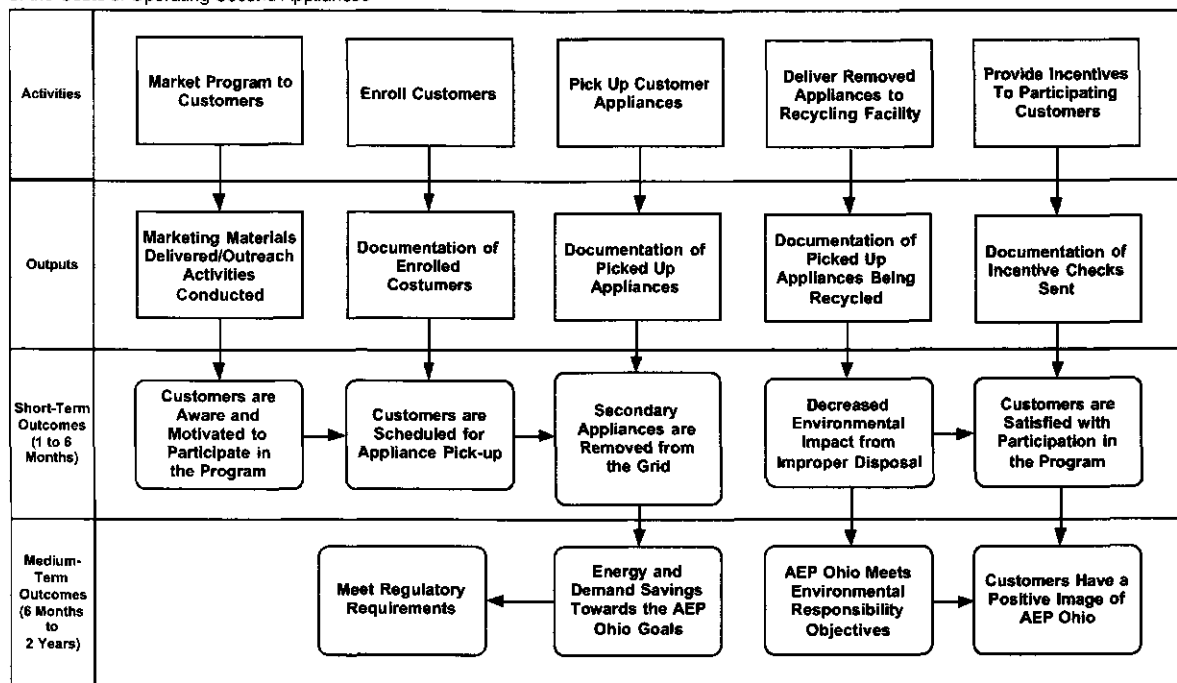 Activities
Market Program to
Customers
Enroll Customers
Pick Up Customer
Appliances
Deliver Removed
Appliances to
Recycling Facility
Provide Incentives
To Participating
Customers
Outputs
Marketing Materials
Delivered/Outreach
Activities
Conducted
Documentation of
Enrolled
Costumers
Documentation of
Picked Up
Appliances
Documentation of
Picked Up
Appliances Being
Recycled
Documentation of
Incentive Checks
Sent
Short-Term
Outcomes
(1 to 6
Months)
Customers are
Aware and
Motivated to
Participate in
the Program
Customers are
Scheduled for
Appliance Pick-up
Secondary
Appliances are
Removed from
the Grid
Decreased
Environmental
Impact from
Improper Disposal
Customers are
Satisfied with
Participation in
the Program
Medium-
Term
Outcomes
(6 Months
to
2 Years)
Meet Regulatory
Requirements
Energy and
Demand Savings
Towards the AEP
Ohio Goals
AEP Ohio Meets
Environmental
Responsibility
Objectives
Customers Have a
Positive Image of
AEP Ohio